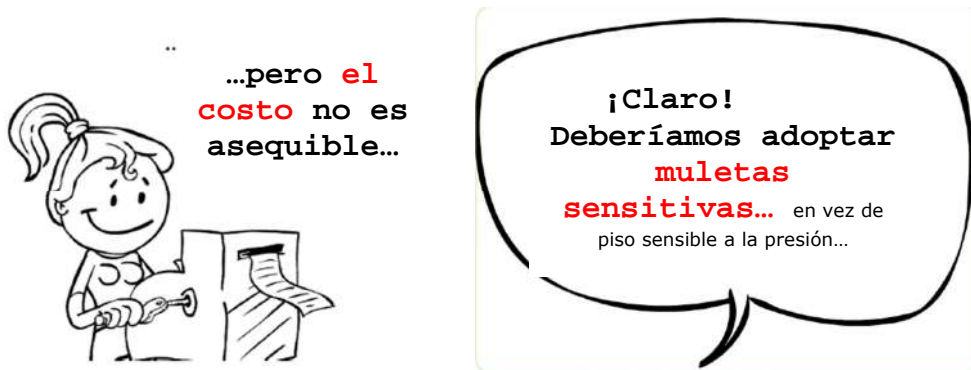 …pero el
costo no es
asequible…
¡Claro!
Deberíamos adoptar
muletas
sensitivas… en vez de
piso sensible a la presión…